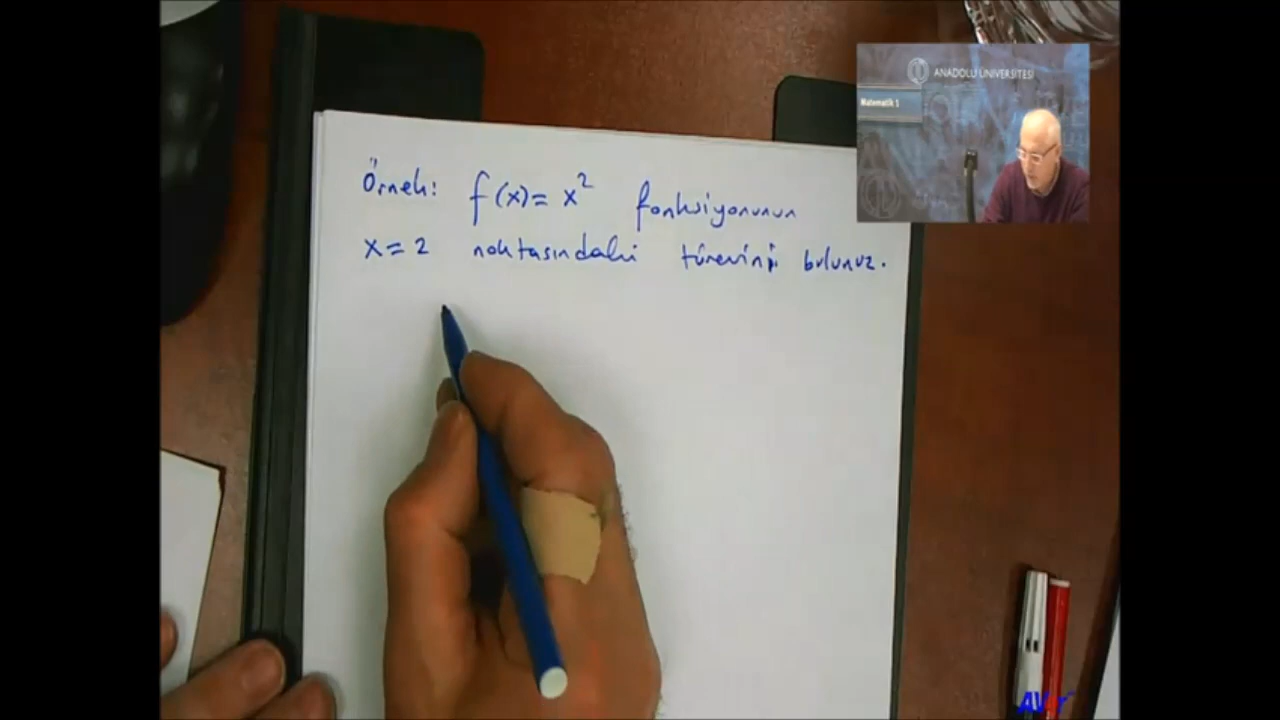 ANADOLU ÜNİVERSİTESİ
Matematik 1
Örnek: f(x) = x² fonksiyonunun
x = 2 noktasındaki türevini bulunuz.